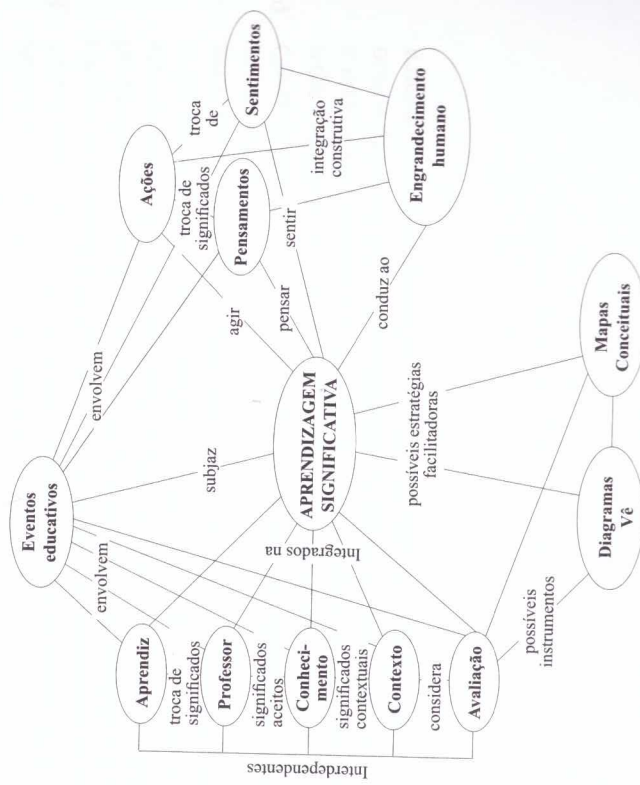 Eventos
educativos
envolvem
envolvem
Aprendiz
troca de
significados
Professor
significados
aceitos
Conheci-
mento
significados
contextuais
Contexto
considera
Avaliação
Interdependentes
Integrados na
subjaz
APRENDIZAGEM
SIGNIFICATIVA
agir
pensar
sentir
Ações
troca
de
troca de
significados
Pensamentos
Sentimentos
integração
construtiva
Engrandecimento
humano
conduz ao
possíveis estratégias
facilitadoras
possíveis
instrumentos
Diagramas
Vê
Mapas
Conceituais